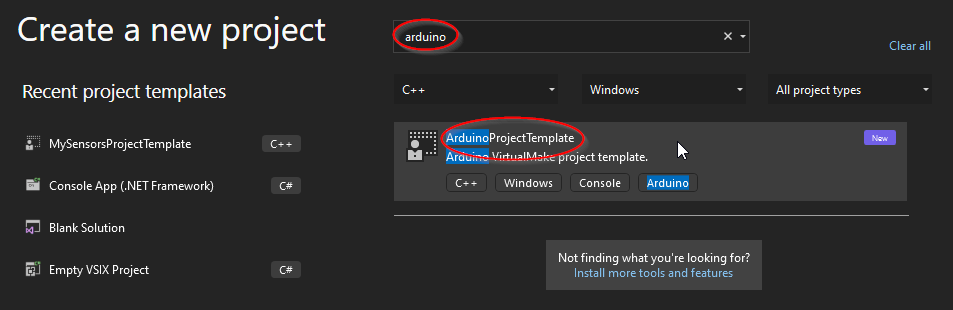 Create a new project
Recent project templates
MySensorsProjectTemplate C++
Console App (.NET Framework) C#
Blank Solution
Empty VSIX Project C#
arduino
Clear all
C++ Windows All project types
ArduinoProjectTemplate New
Arduino VirtualMake project template.
C++ Windows Console Arduino
Not finding what you're looking for?
Install more tools and features